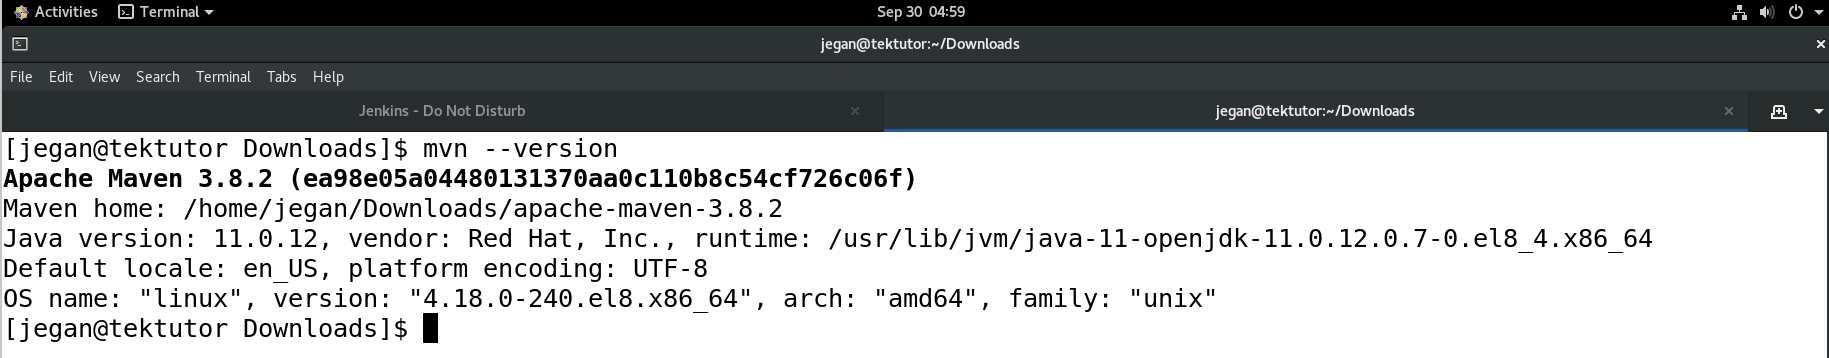 Activities Terminal Sep 30 04:59
jegan@tektutor:~/Downloads
File Edit View Search Terminal Tabs Help
Jenkins - Do Not Disturb jegan@tektutor:~/Downloads
[jegan@tektutor Downloads]$ mvn --version
Apache Maven 3.8.2 (ea98e05a04480131370aa0c110b8c54cf726c06f)
Maven home: /home/jegan/Downloads/apache-maven-3.8.2
Java version: 11.0.12, vendor: Red Hat, Inc., runtime: /usr/lib/jvm/java-11-openjdk-11.0.12.0.7-0.el8_4.x86_64
Default locale: en_US, platform encoding: UTF-8
OS name: "linux", version: "4.18.0-240.el8.x86_64", arch: "amd64", family: "unix"
[jegan@tektutor Downloads]$